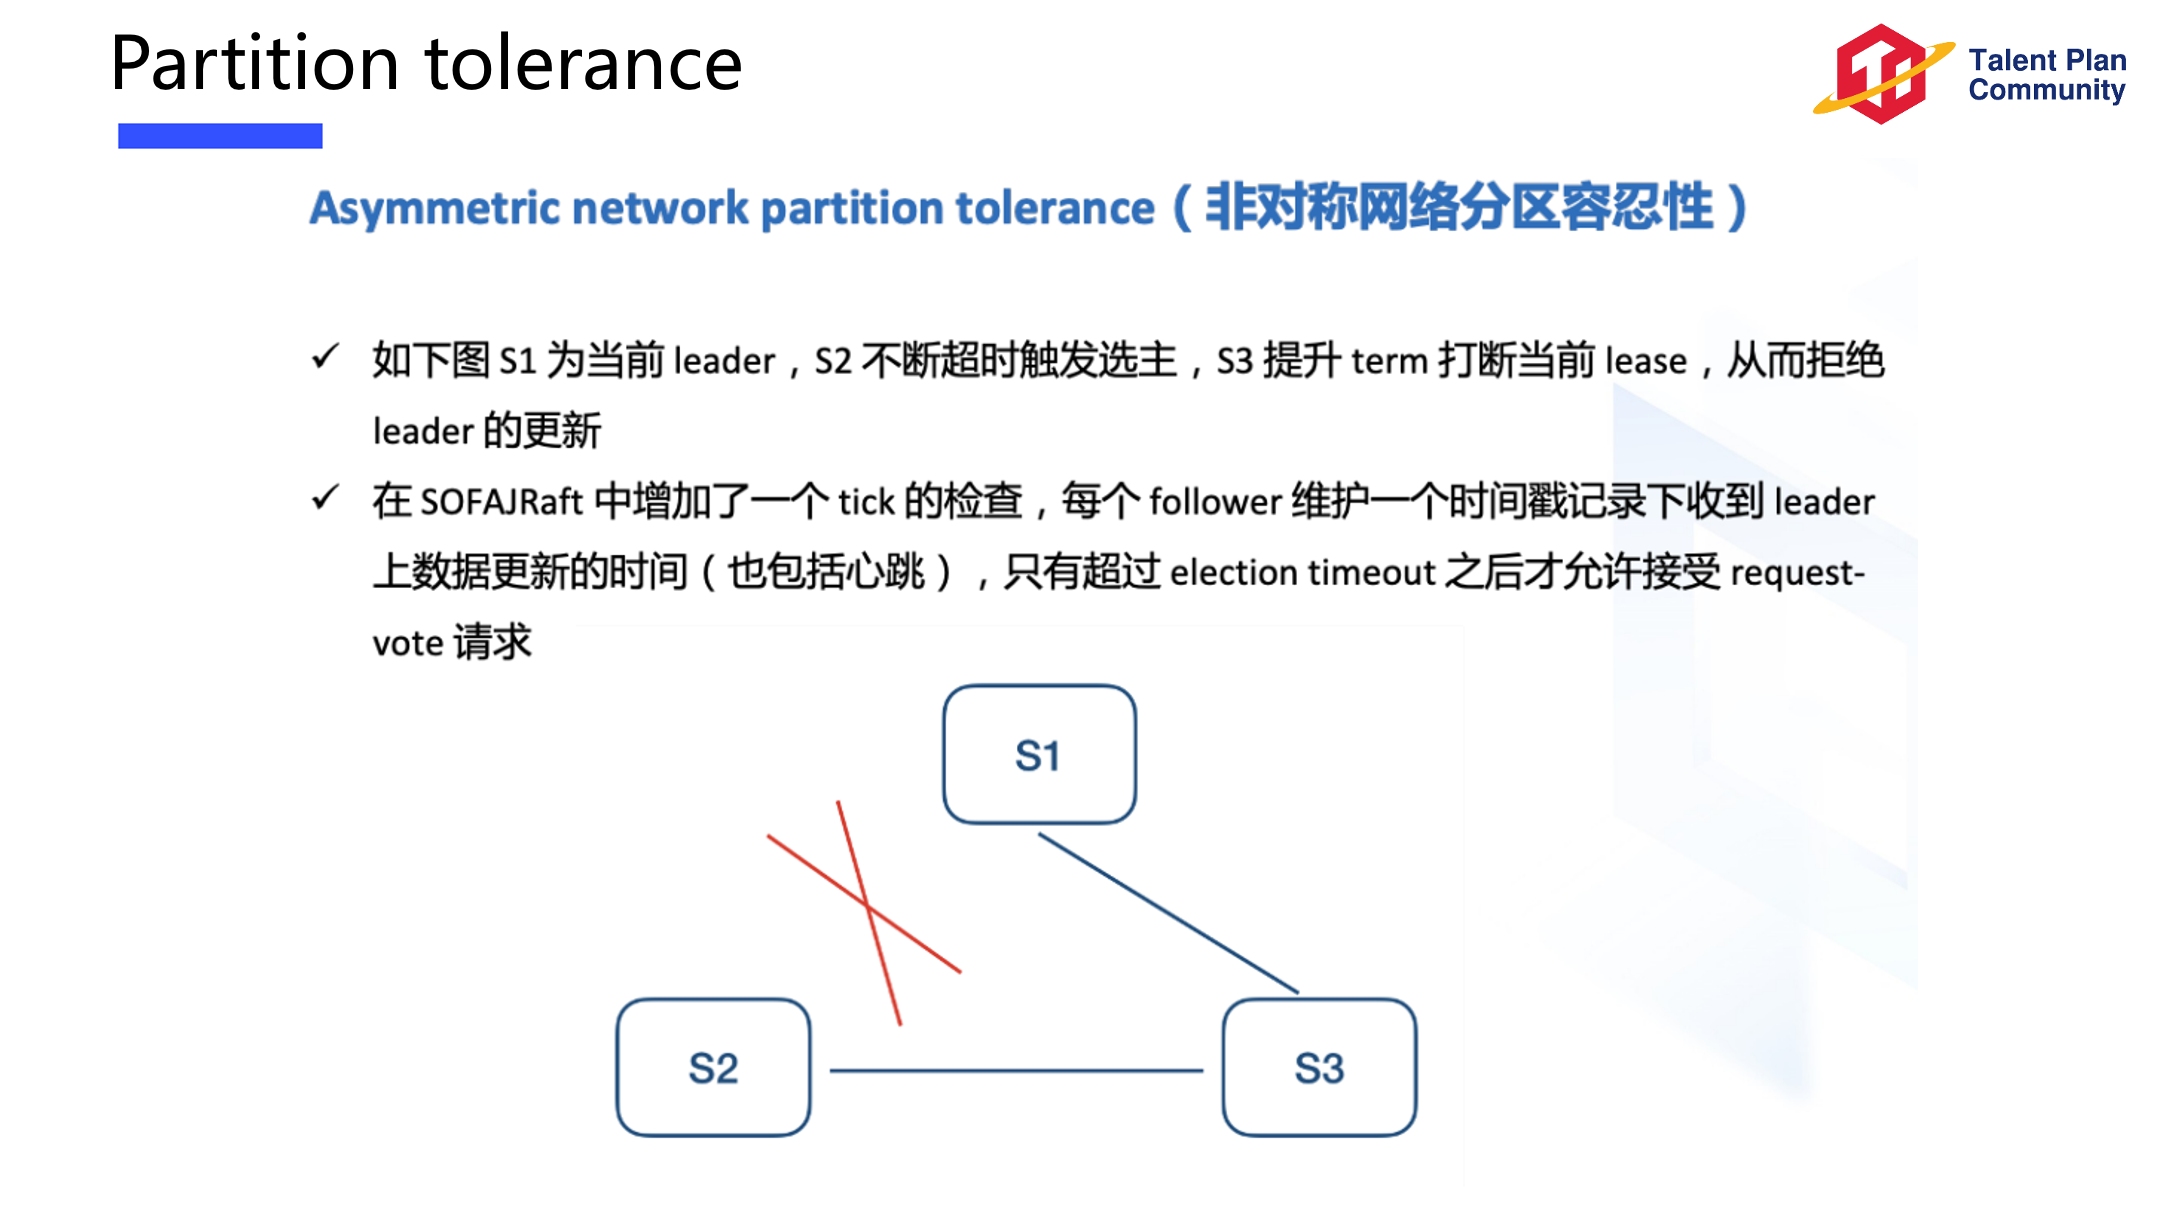 Partition tolerance
Talent Plan
Community
Asymmetric network partition tolerance（非对称网络分区容忍性）
✓ 如下图 S1 为当前 leader，S2 不断超时触发选主，S3 提升 term 打断当前 lease，从而拒绝
leader 的更新
✓ 在 SOFAJRaft 中增加了一个 tick 的检查，每个 follower 维护一个时间戳记录下收到 leader
上数据更新的时间（也包括心跳），只有超过 election timeout 之后才允许接受 request-
vote 请求
S1
S2
S3